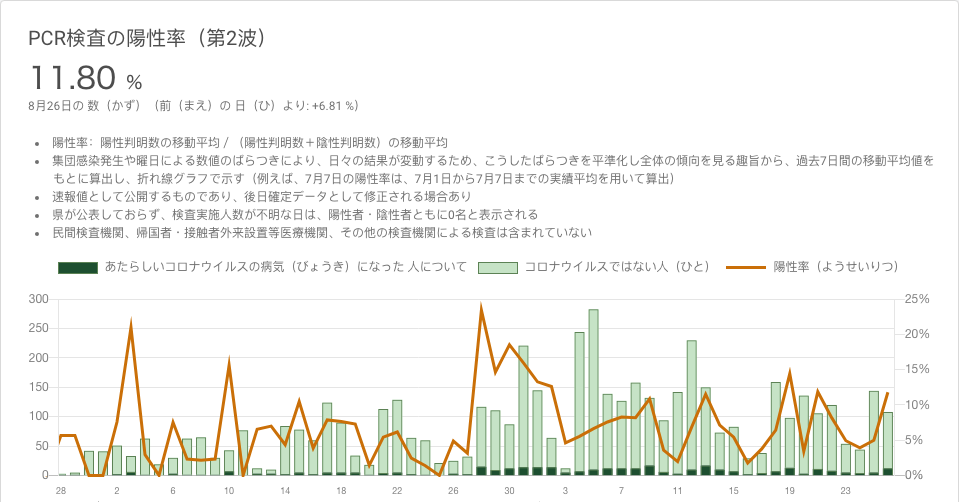 PCR検査の陽性率（第2波）
11.80 %
8月26日の 数（かず）（前（まえ）の 日（ひ）より: +6.81 %）
• 陽性率：陽性判明数の移動平均 / （陽性判明数＋陰性判明数）の移動平均
• 集団感染発生や曜日による数値のばらつきにより、日々の結果が変動するため、こうしたばらつきを平準化し全体の傾向を見る趣旨から、過去7日間の移動平均値を
もとに算出し、折れ線グラフで示す（例えば、7月7日の陽性率は、7月1日から7月7日までの実績平均を用いて算出）
• 速報値として公開するものであり、後日確定データとして修正される場合あり
• 県が公表しておらず、検査実施人数が不明な日は、陽性者・陰性者ともに0名と表示される
• 民間検査機関、帰国者・接触者外来設置等医療機関、その他の検査機関による検査は含まれていない
あたらしいコロナウイルスの病気（びょうき）になった 人について コロナウイルスではない人（ひと） 陽性率（ようせいりつ）
300 25%
250 20%
200 15%
150
100 10%
50 5%
0 0%
28 2 6 10 14 18 22 26 30 3 7 11 15 19 23